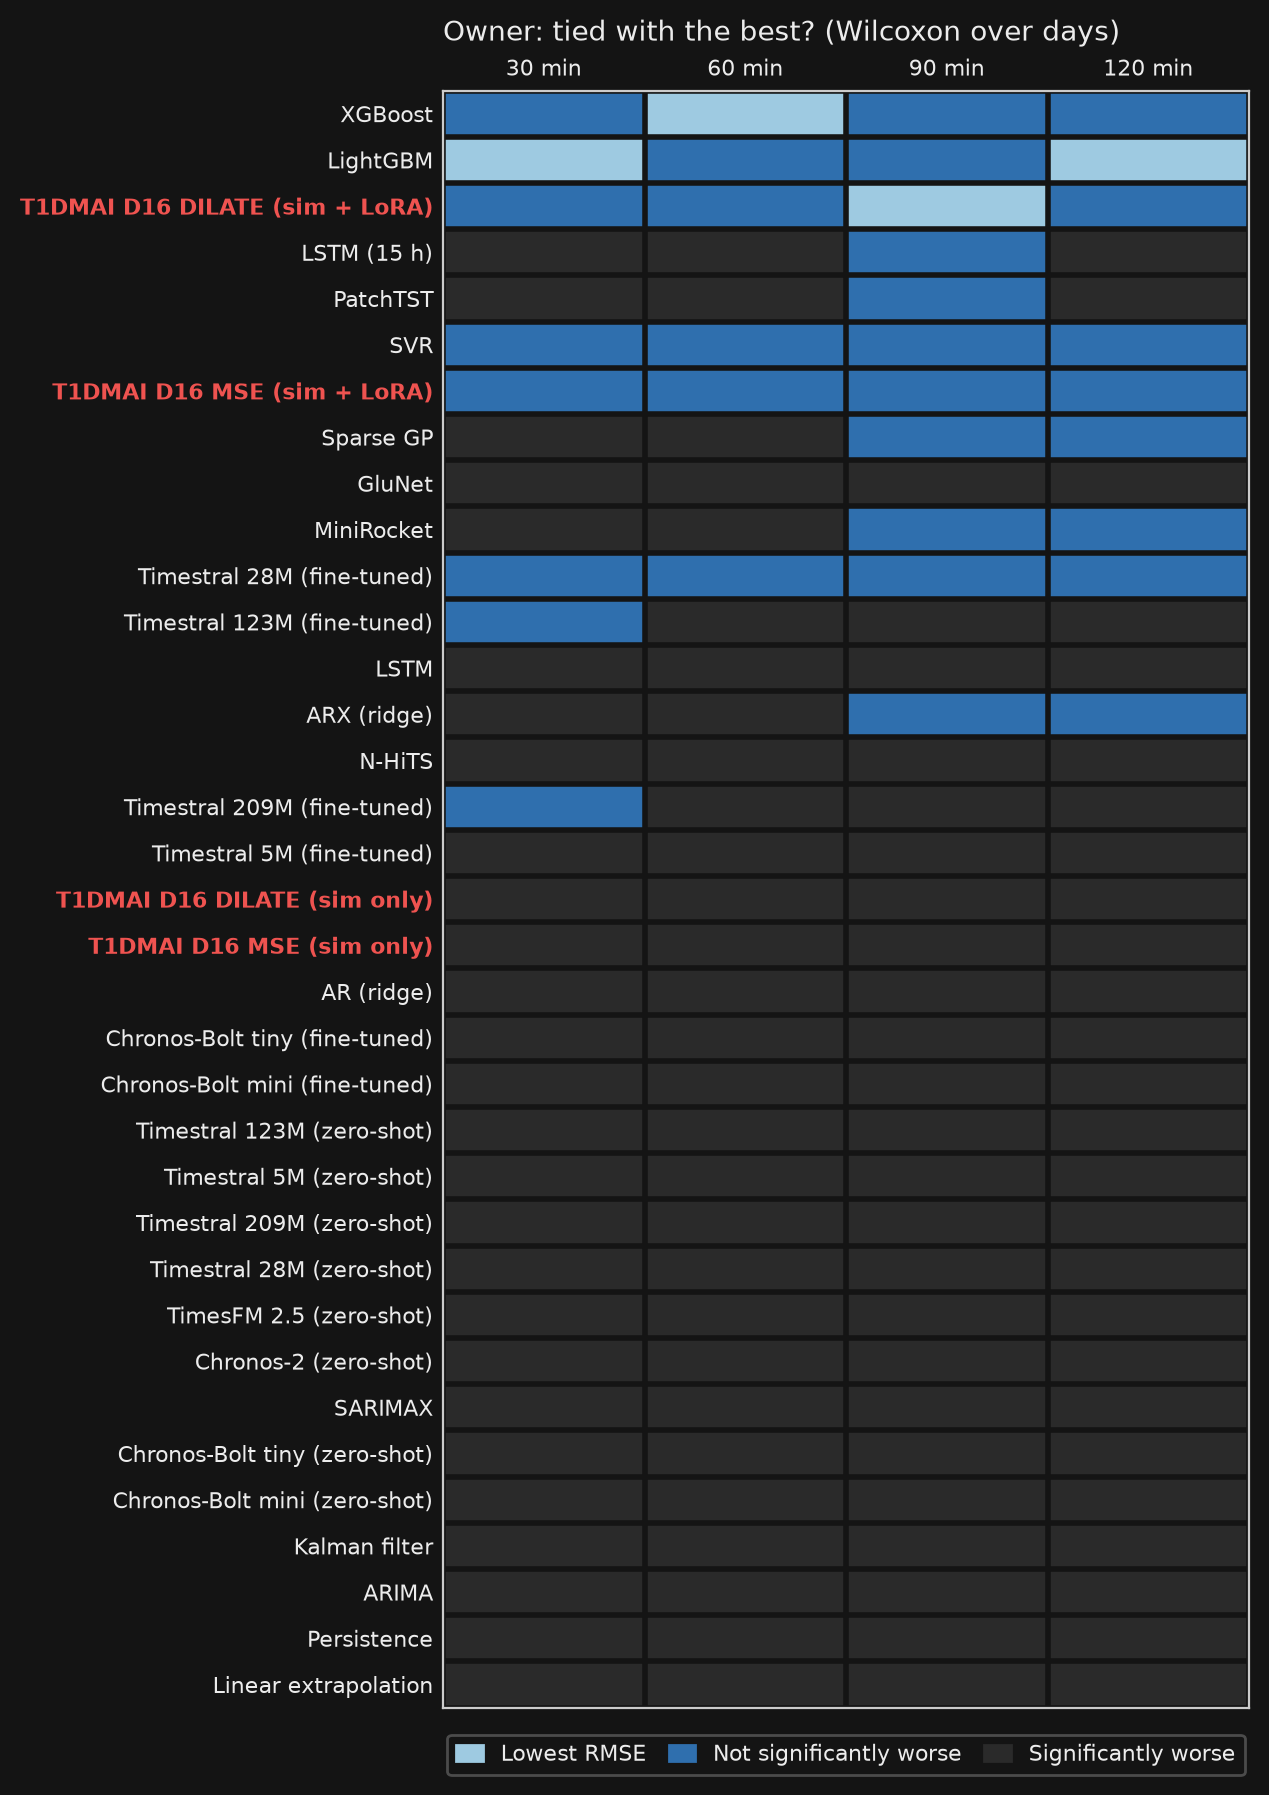 Owner: tied with the best? (Wilcoxon over days)
30 min 60 min 90 min 120 min
XGBoost
LightGBM
T1DMAI D16 DILATE (sim + LoRA)
LSTM (15 h)
PatchTST
SVR
T1DMAI D16 MSE (sim + LoRA)
Sparse GP
GluNet
MiniRocket
Timestral 28M (fine-tuned)
Timestral 123M (fine-tuned)
LSTM
ARX (ridge)
N-HiTS
Timestral 209M (fine-tuned)
Timestral 5M (fine-tuned)
T1DMAI D16 DILATE (sim only)
T1DMAI D16 MSE (sim only)
AR (ridge)
Chronos-Bolt tiny (fine-tuned)
Chronos-Bolt mini (fine-tuned)
Timestral 123M (zero-shot)
Timestral 5M (zero-shot)
Timestral 209M (zero-shot)
Timestral 28M (zero-shot)
TimesFM 2.5 (zero-shot)
Chronos-2 (zero-shot)
SARIMAX
Chronos-Bolt tiny (zero-shot)
Chronos-Bolt mini (zero-shot)
Kalman filter
ARIMA
Persistence
Linear extrapolation
Lowest RMSE Not significantly worse Significantly worse